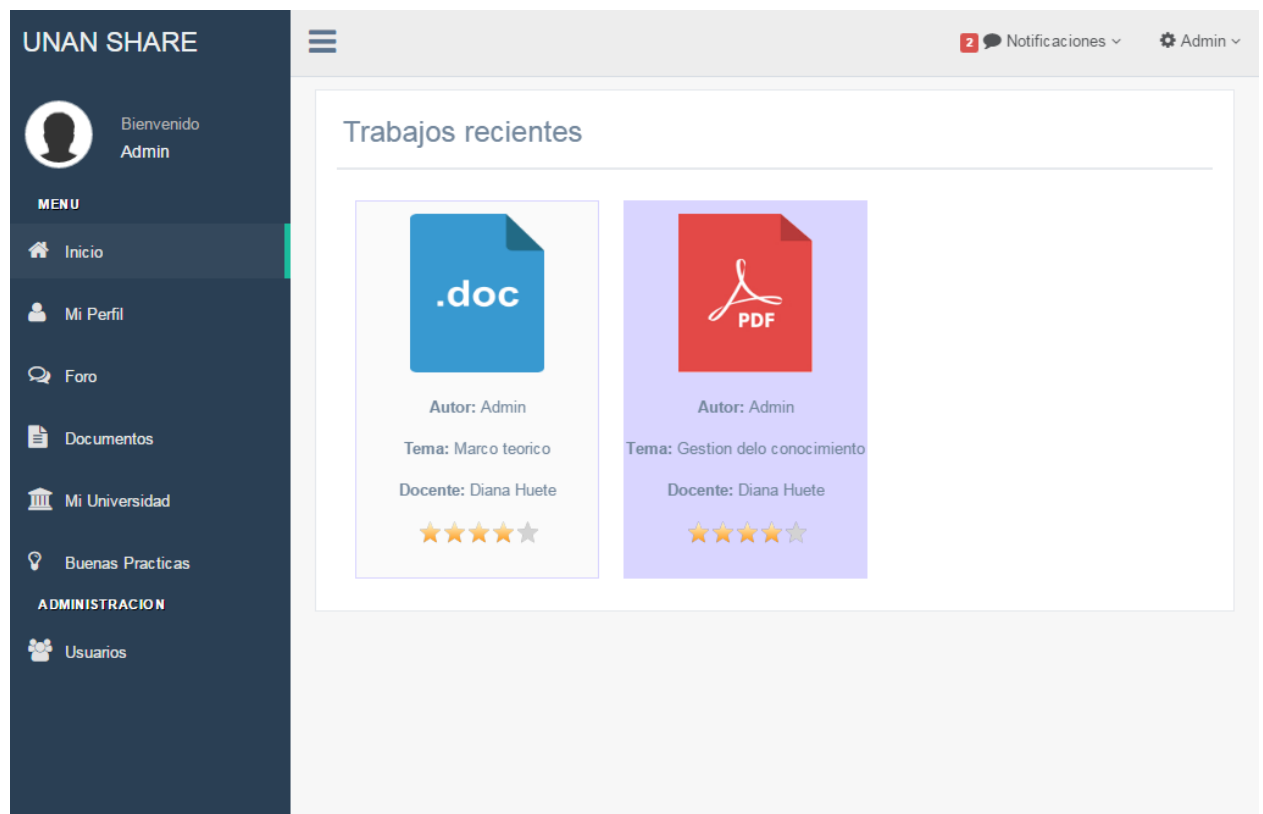 UNAN SHARE
2 Notificaciones Admin
Bienvenido
Admin
MENU
Inicio
Mi Perfil
Foro
Documentos
Mi Universidad
Buenas Practicas
ADMINISTRACION
Usuarios
Trabajos recientes
.doc
Autor: Admin
Tema: Marco teorico
Docente: Diana Huete
PDF
Autor: Admin
Tema: Gestion delo conocimiento
Docente: Diana Huete